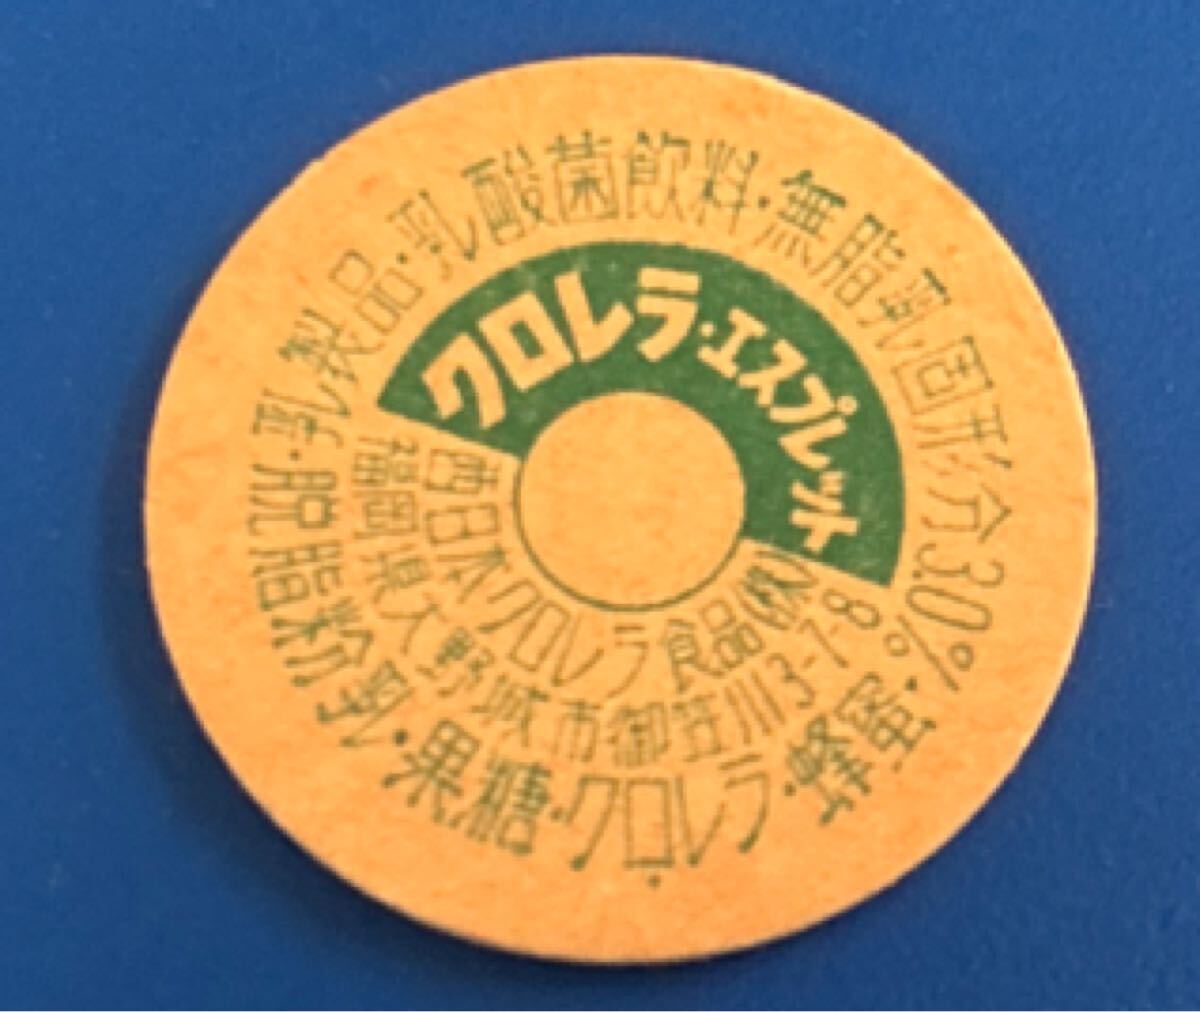 乳製品・乳酸菌飲料・無脂乳固形分3.0%
クロレラ・エスプレット
西日本クロレラ食品(株)
福岡県大野城市御笠川3-7-8
乳・脱脂粉乳・果糖・クロレラ・蜂蜜・